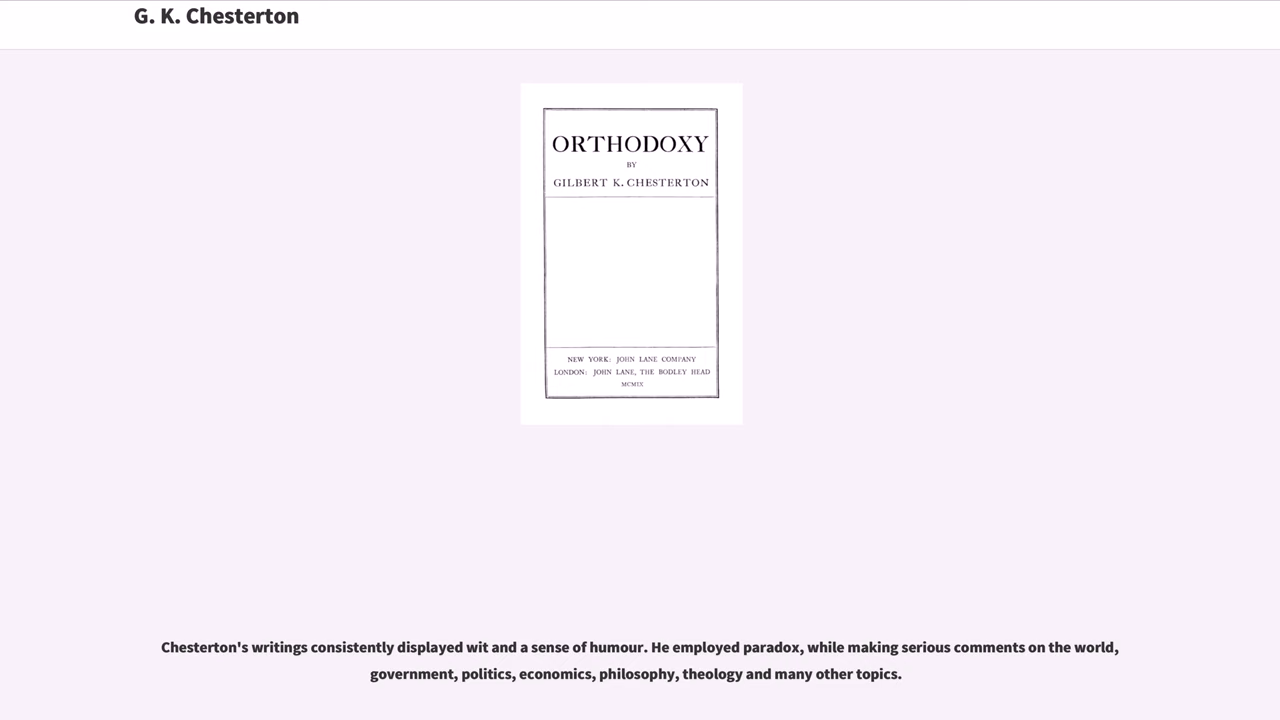 G. K. Chesterton
ORTHODOXY
BY
GILBERT K. CHESTERTON
NEW YORK: JOHN LANE COMPANY
LONDON: JOHN LANE, THE BODLEY HEAD
MCMIX
Chesterton's writings consistently displayed wit and a sense of humour. He employed paradox, while making serious comments on the world,
government, politics, economics, philosophy, theology and many other topics.